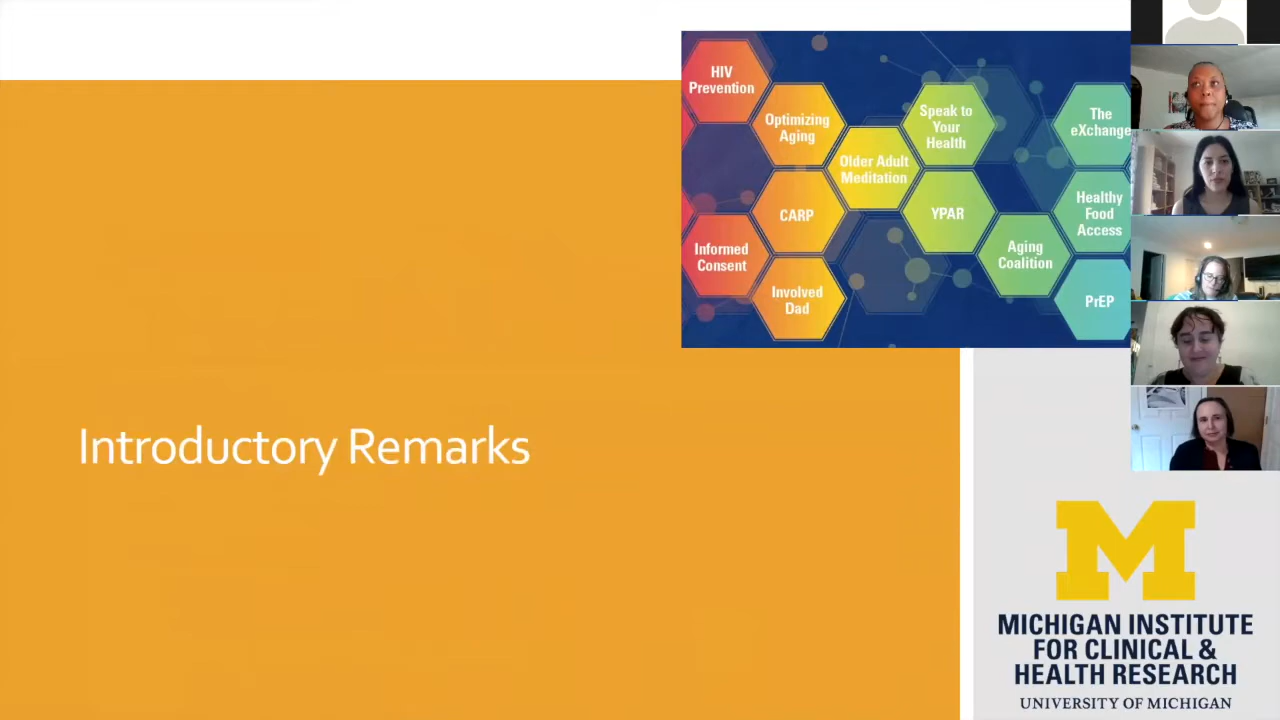 HIV
Prevention
Optimizing
Aging
Speak to
Your
Health
The
eXchange
Older Adult
Meditation
CARP
YPAR
Healthy
Food
Access
Informed
Consent
Aging
Coalition
Involved
Dad
PrEP
Introductory Remarks
M
MICHIGAN INSTITUTE
FOR CLINICAL &
HEALTH RESEARCH
UNIVERSITY OF MICHIGAN